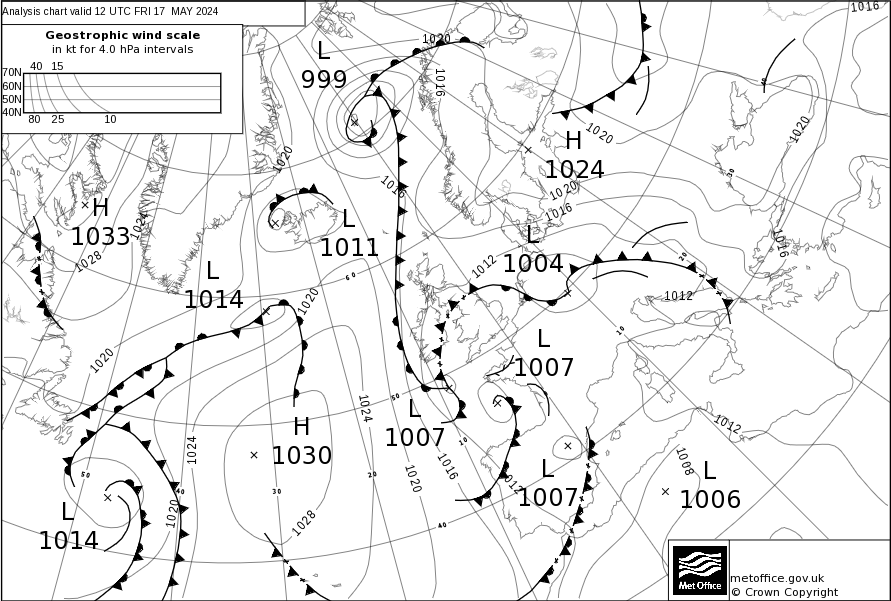 Analysis chart valid 12 UTC FRI 17 MAY 2024
Geostrophic wind scale
in kt for 4.0 hPa intervals
40 15
70N
60N
50N
40N
80 25 10
L
999
1020
1016
1016
1020
H
1024
1020
1020
1016
1020
1016
H
1033
1024
1028
L
1011
1016
L
1004
1012
1016
L
1014
60
1020
20
30
40
1012
10
1020
L
1007
50
1024
L
1007
10
1012
H
1030
1024
1016
1020
20
30
1012
L
1007
1008
L
1006
50
40
L
1014
1020
1028
40
Met Office
metoffice.gov.uk
© Crown Copyright